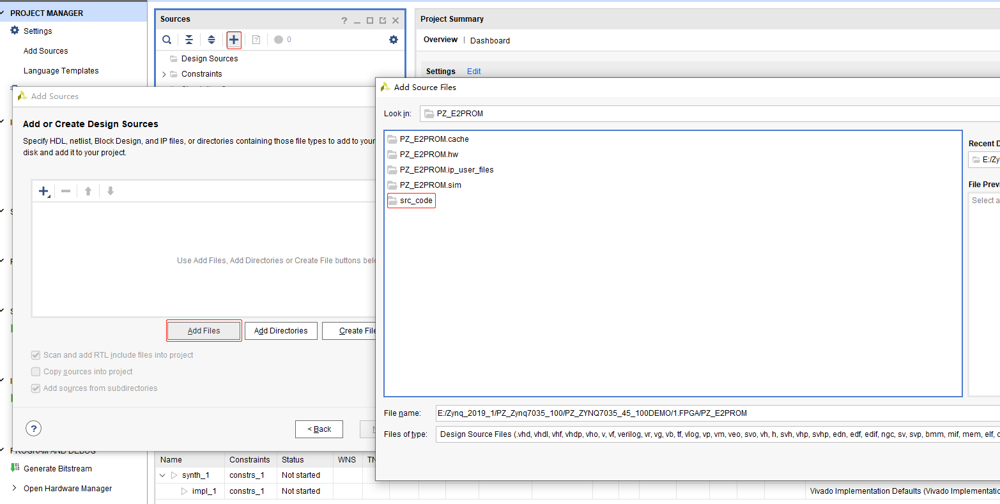 PROJECT MANAGER
Settings
Add Sources
Language Templates
Sources
? _
0
Design Sources
Constraints
Project Summary
Overview | Dashboard
Settings Edit
Add Sources
Add or Create Design Sources
Specify HDL, netlist, Block Design, and IP files, or directories containing those file types to add to your
disk and add it to your project.
Use Add Files, Add Directories or Create File buttons bel
Add Files
Add Directories
Create File
Scan and add RTL include files into project
Copy sources into project
Add sources from subdirectories
?
< Back
Add Source Files
Look in: PZ_E2PROM
PZ_E2PROM.cache
PZ_E2PROM.hw
PZ_E2PROM.ip_user_files
PZ_E2PROM.sim
src_code
Recent D
E:/Zy
File Prev
Select a
File name: E:/Zynq_2019_1/PZ_Zynq7035_100/PZ_ZYNQ7035_45_100DEMO/1.FPGA/PZ_E2PROM
Files of type: Design Source Files (.vhd, vhdl, vhf, vhdp, vho, v, vf, verilog, vr, vg, vb, tf, vlog, vp, vm, veo, svo, vh, h, svh, vhp, svhp, edn, edf, edif, ngc, sv, svp, bmm, mif, mem, elf,
PROGRAM AND DEBUG
Generate Bitstream
Open Hardware Manager
Name Constraints Status WNS TN
synth_1 constrs_1 Not started
impl_1 constrs_1 Not started
Vivado Implementation Defaults (Vivado Implementatio